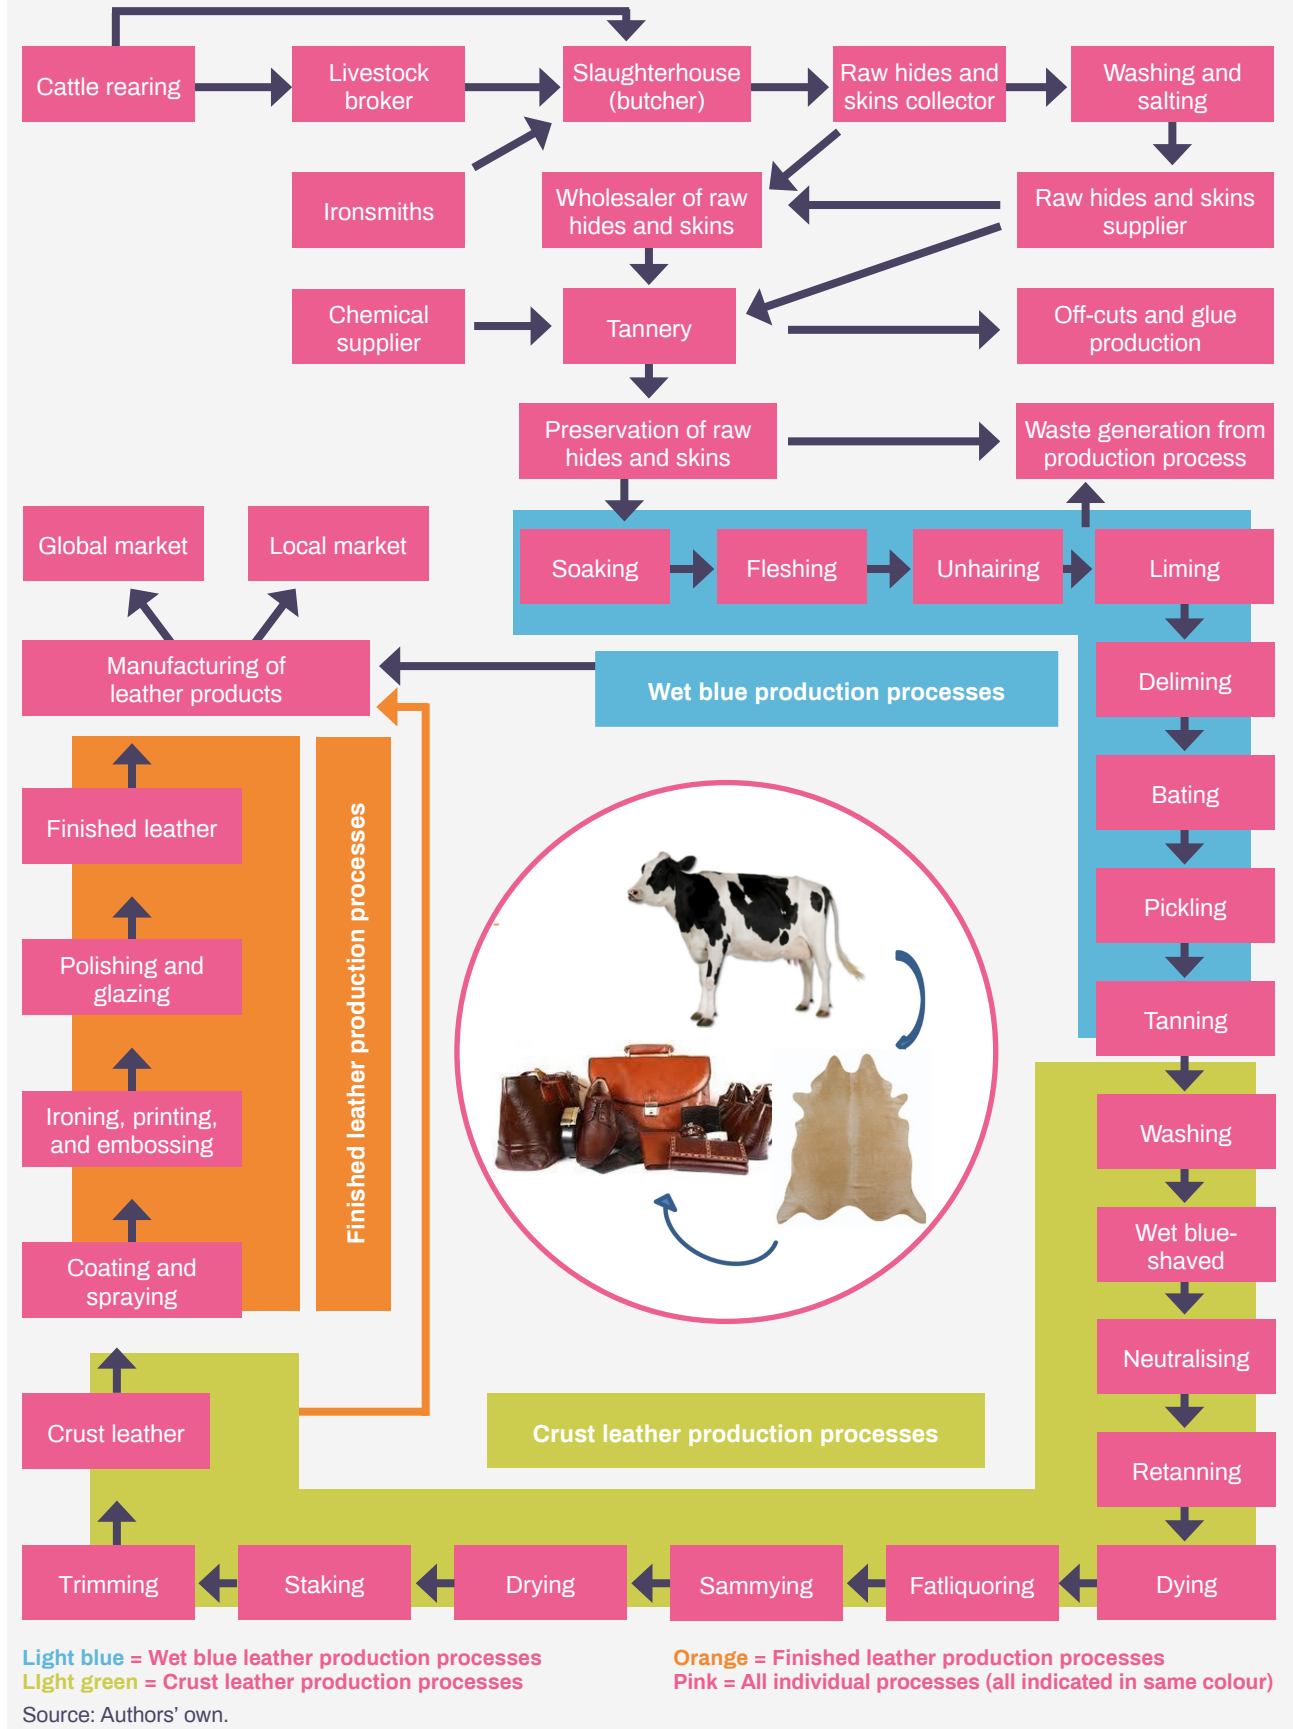 Cattle rearing
Livestock
broker
Slaughterhouse
(butcher)
Raw hides and
skins collector
Washing and
salting
Ironsmiths
Wholesaler of raw
hides and skins
Raw hides and skins
supplier
Chemical
supplier
Tannery
Off-cuts and glue
production
Preservation of raw
hides and skins
Waste generation from
production process
Global market
Local market
Soaking
Fleshing
Unhairing
Liming
Manufacturing of
leather products
Wet blue production processes
Deliming
Bating
Pickling
Tanning
Finished leather
Polishing and
glazing
Ironing, printing,
and embossing
Coating and
spraying
Finished leather production processes
Washing
Wet blue-
shaved
Neutralising
Retanning
Crust leather
Crust leather production processes
Trimming
Staking
Drying
Sammying
Fatliquoring
Dying
Light blue = Wet blue leather production processes
LIght green = Crust leather production processes
Orange = Finished leather production processes
Pink = All individual processes (all indicated in same colour)
Source: Authors’ own.